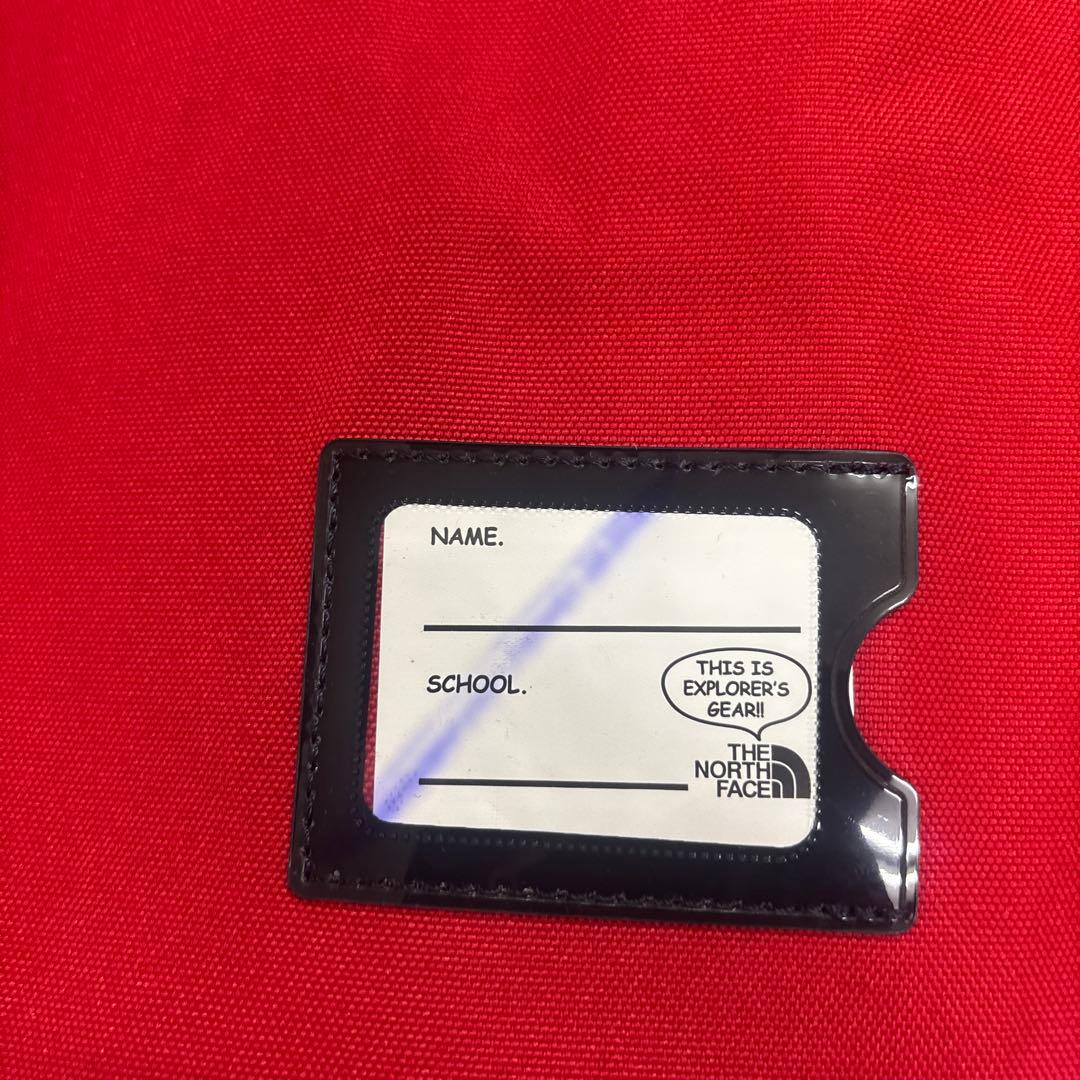 NAME.
SCHOOL.
THIS IS
EXPLORER'S
GEAR!!
THE
NORTH
FACE